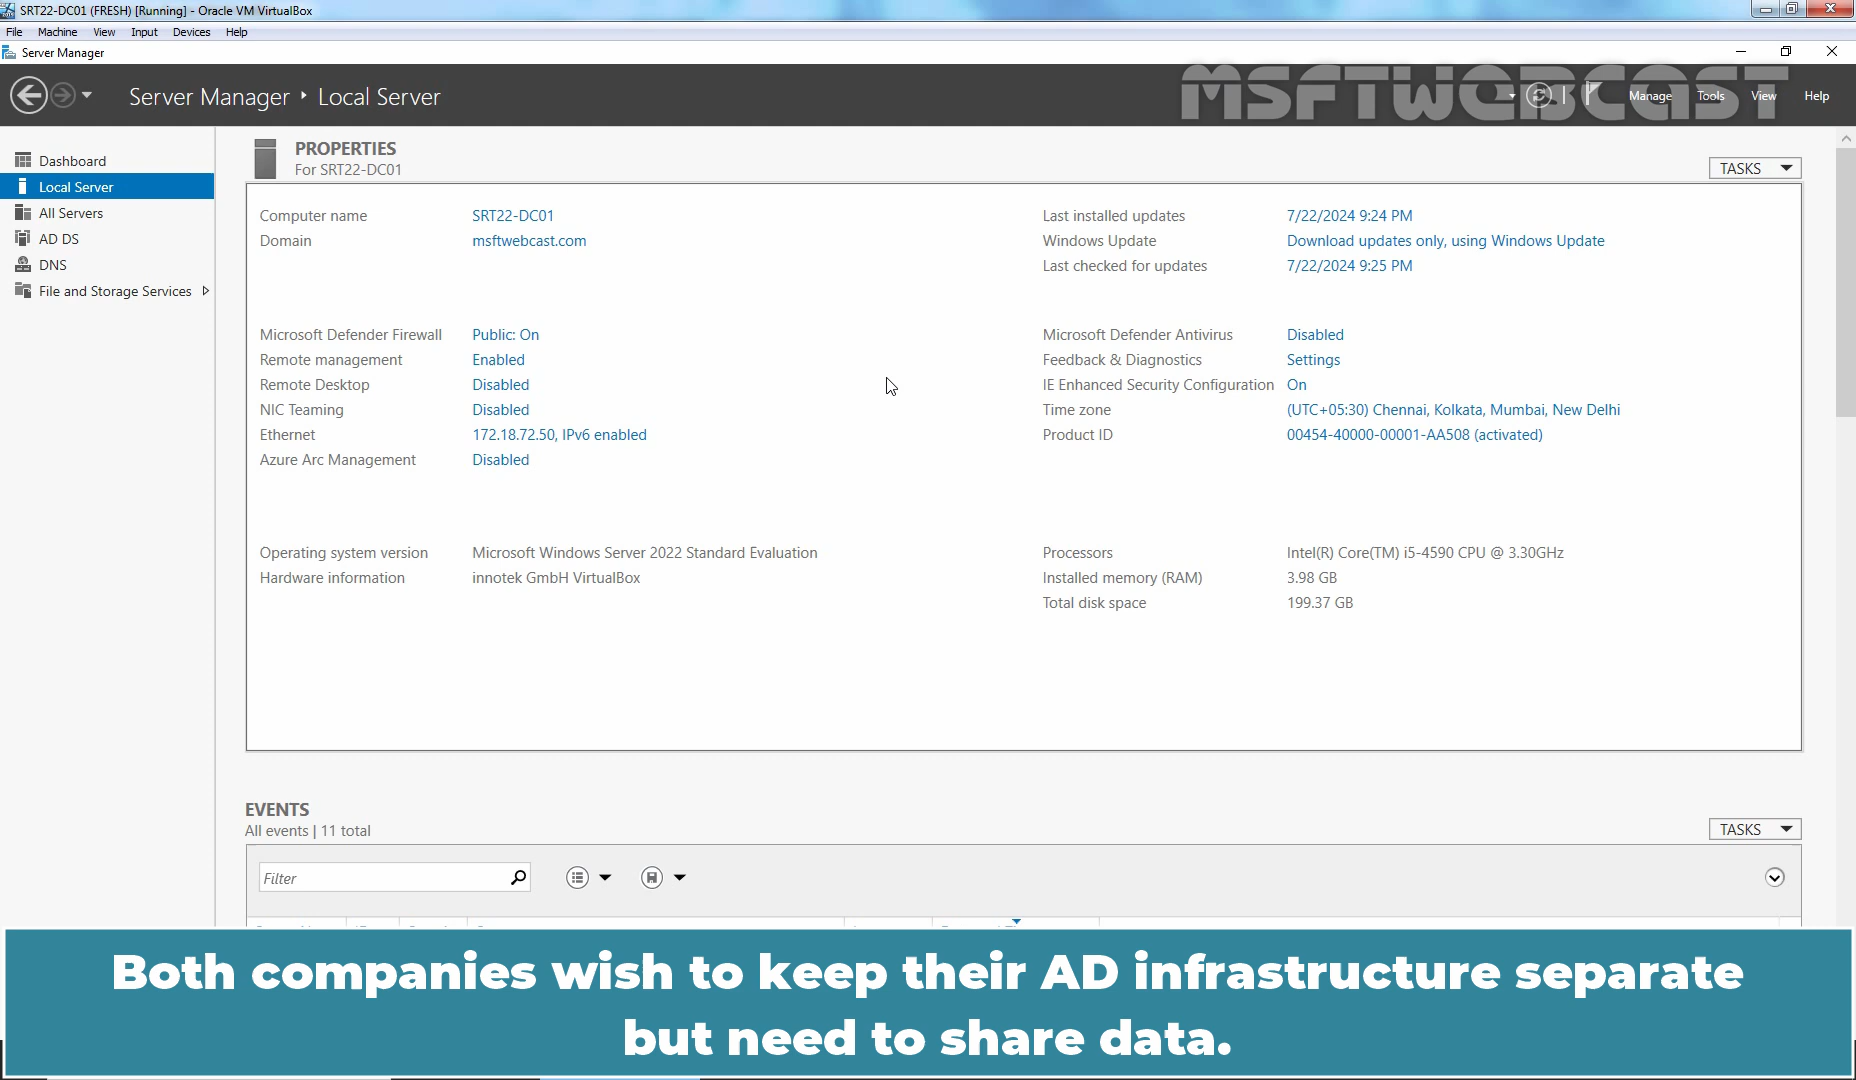 SRT22-DC01 (FRESH) [Running] - Oracle VM VirtualBox
File Machine View Input Devices Help
Server Manager
Server Manager ‣ Local Server
MSFTWEBCAST
Manage Tools View Help
Dashboard
Local Server
All Servers
AD DS
DNS
File and Storage Services
PROPERTIES
For SRT22-DC01
TASKS
Computer name SRT22-DC01
Domain msftwebcast.com
Last installed updates 7/22/2024 9:24 PM
Windows Update Download updates only, using Windows Update
Last checked for updates 7/22/2024 9:25 PM
Microsoft Defender Firewall Public: On
Remote management Enabled
Remote Desktop Disabled
NIC Teaming Disabled
Ethernet 172.18.72.50, IPv6 enabled
Azure Arc Management Disabled
Microsoft Defender Antivirus Disabled
Feedback & Diagnostics Settings
IE Enhanced Security Configuration On
Time zone (UTC+05:30) Chennai, Kolkata, Mumbai, New Delhi
Product ID 00454-40000-00001-AA508 (activated)
Operating system version Microsoft Windows Server 2022 Standard Evaluation
Hardware information innotek GmbH VirtualBox
Processors Intel(R) Core(TM) i5-4590 CPU @ 3.30GHz
Installed memory (RAM) 3.98 GB
Total disk space 199.37 GB
EVENTS
All events | 11 total
TASKS
Filter
Both companies wish to keep their AD infrastructure separate
but need to share data.